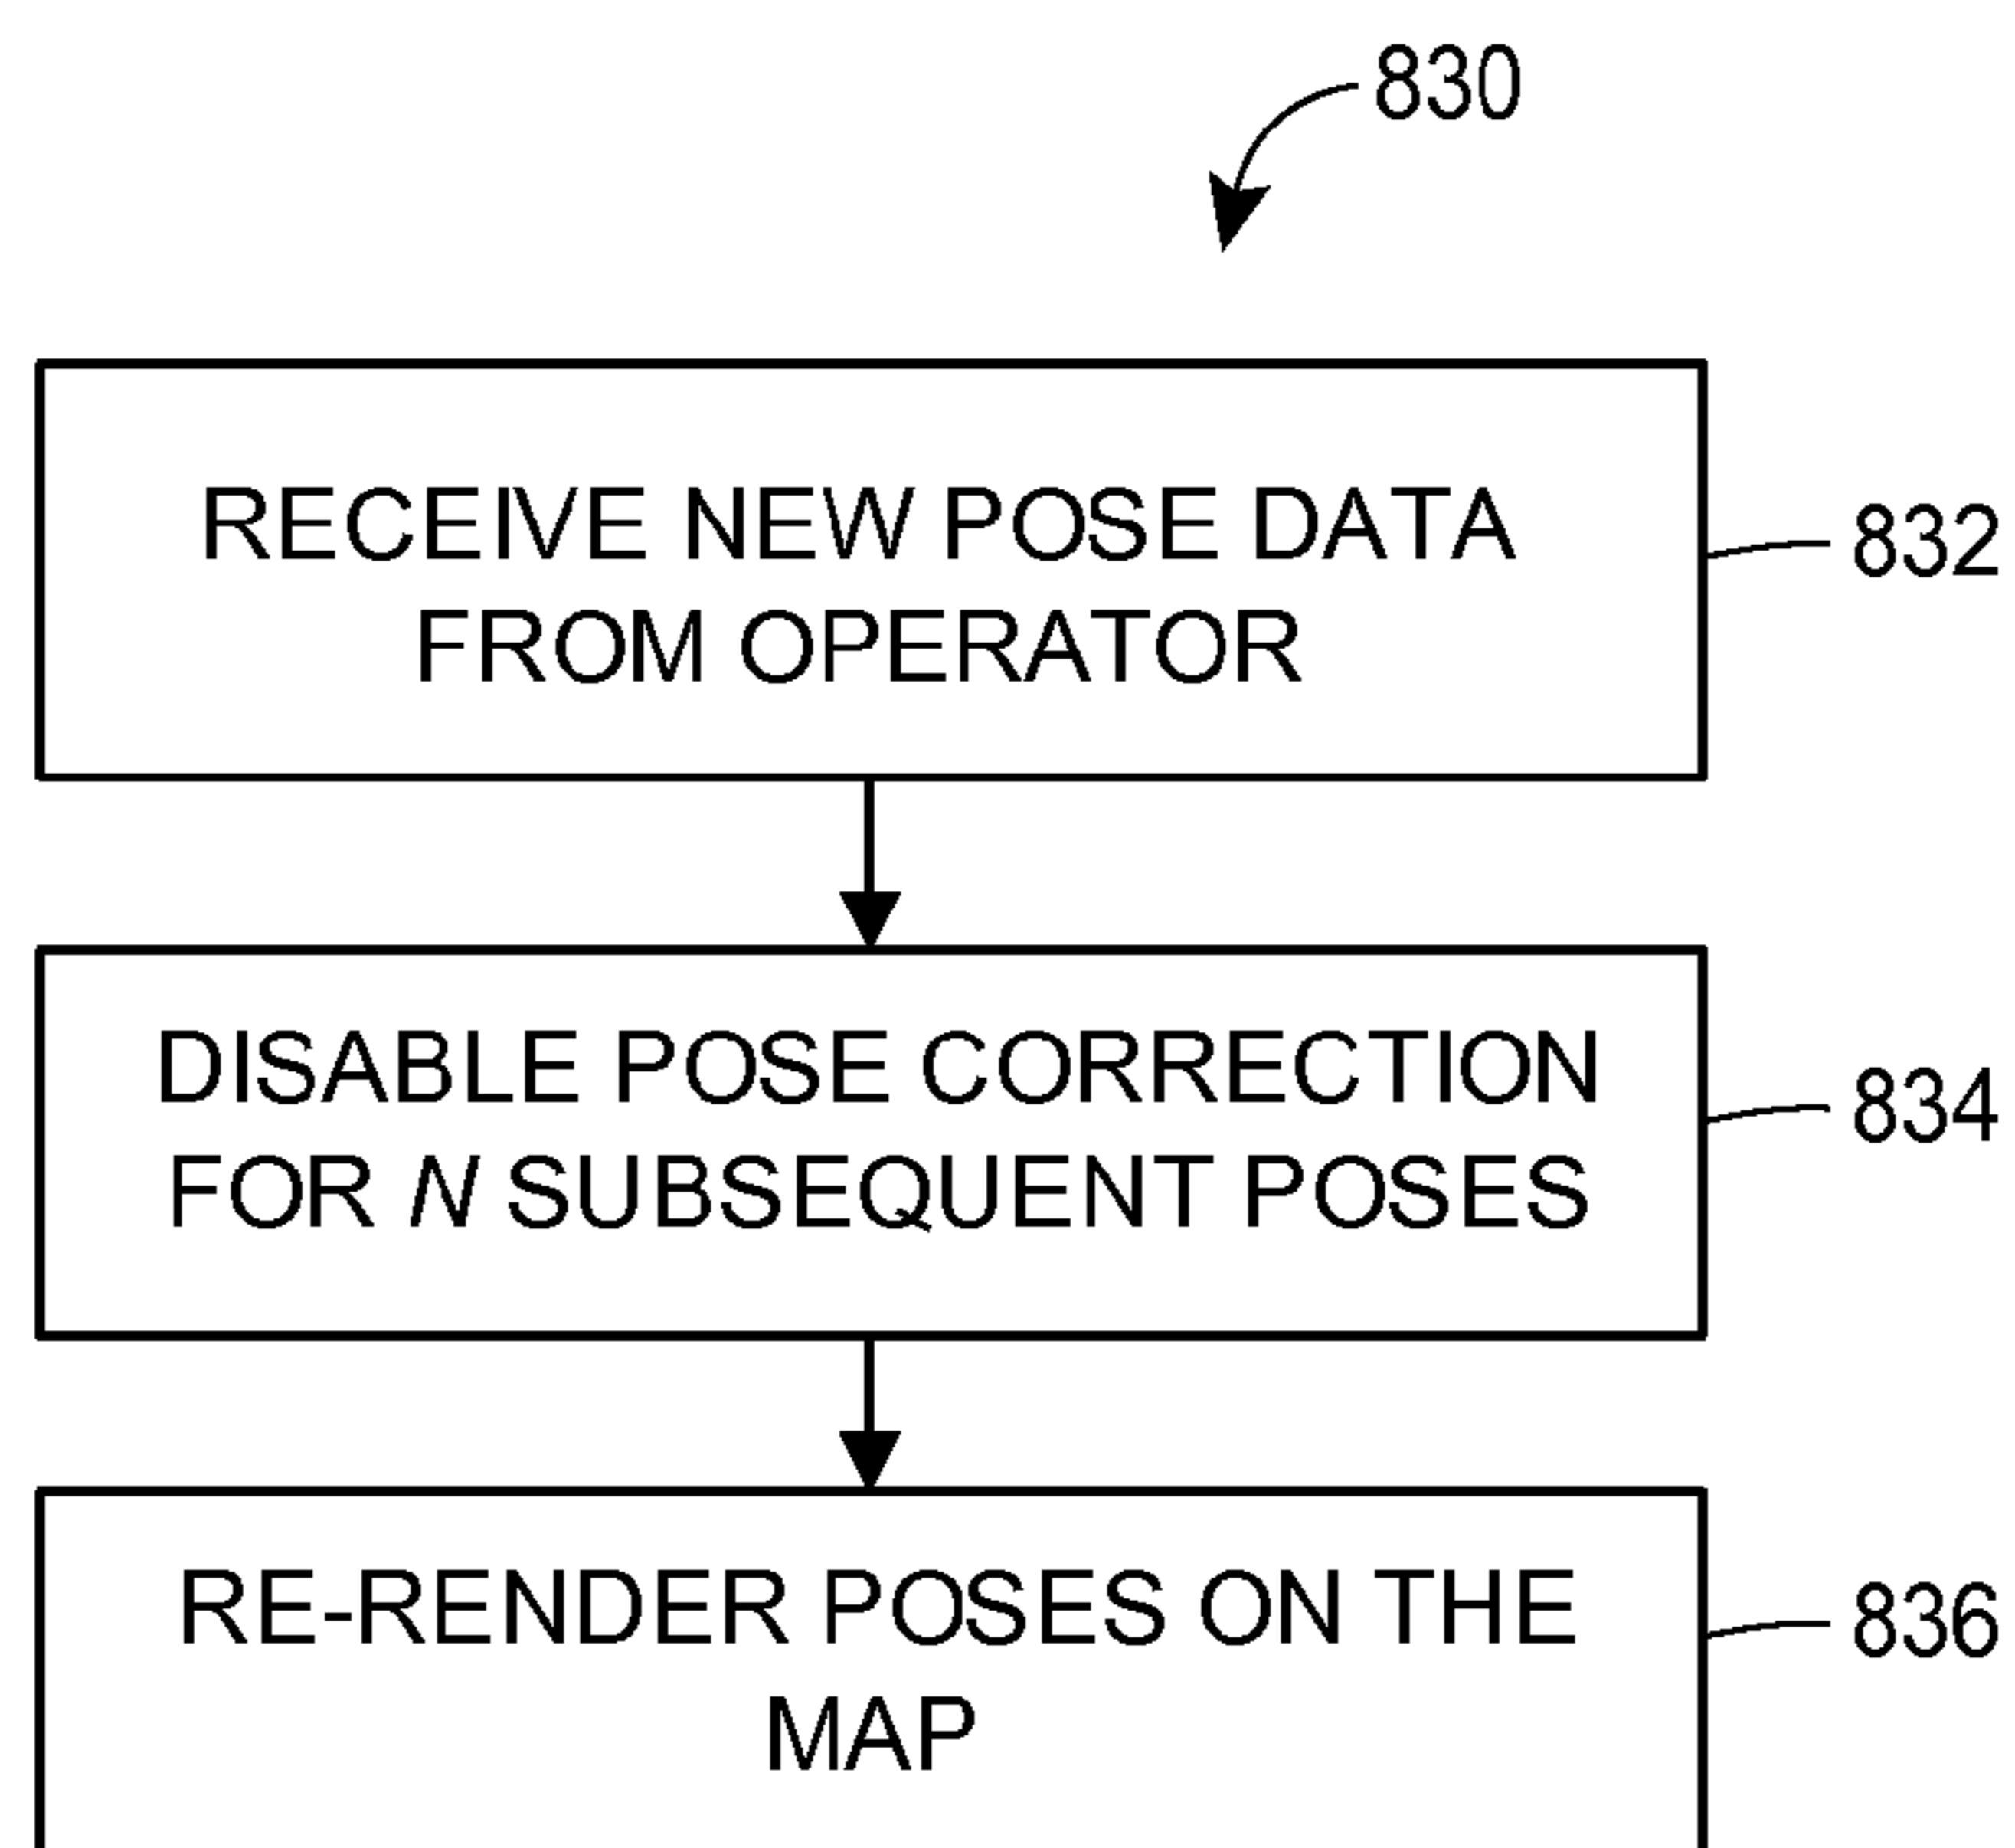 830
RECEIVE NEW POSE DATA
FROM OPERATOR
832
DISABLE POSE CORRECTION
FOR N SUBSEQUENT POSES
834
RE-RENDER POSES ON THE
MAP
836